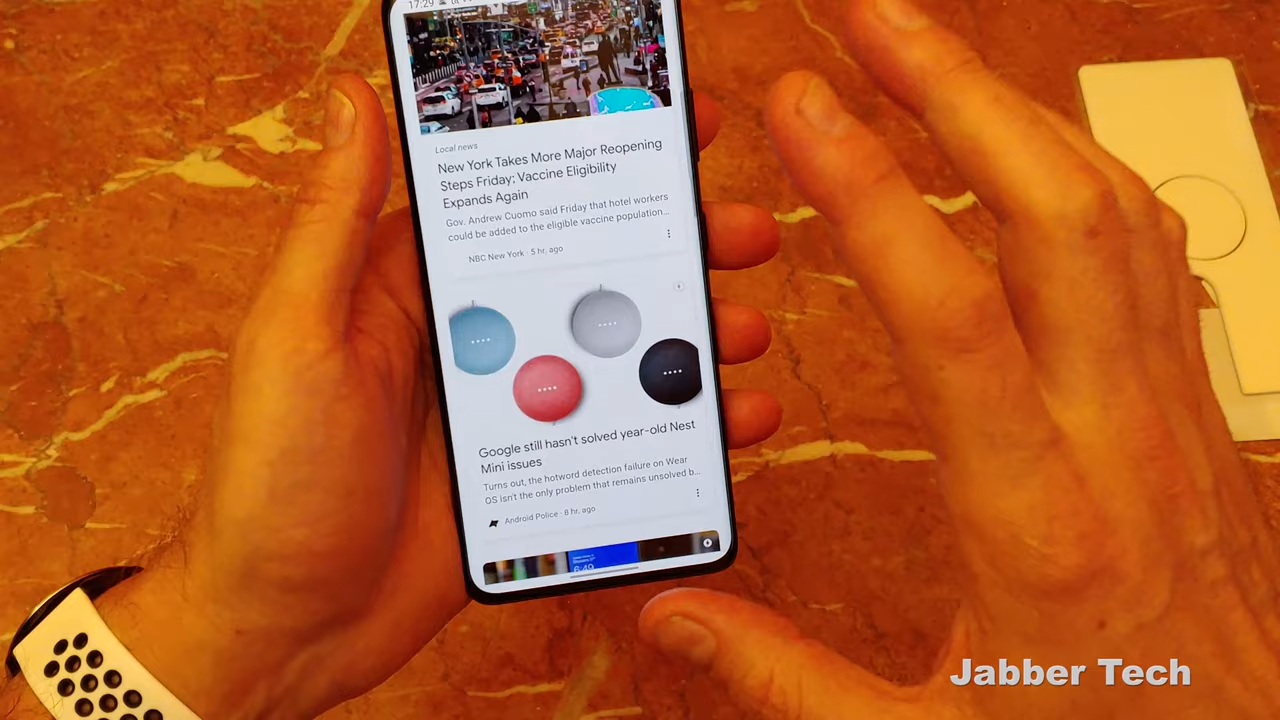 17:29
Local news
New York Takes More Major Reopening
Steps Friday; Vaccine Eligibility
Expands Again
Gov. Andrew Cuomo said Friday that hotel workers
could be added to the eligible vaccine population...
NBC New York · 5 hr. ago
Google still hasn't solved year-old Nest
Mini issues
Turns out, the hotword detection failure on Wear
OS isn't the only problem that remains unsolved b...
Android Police · 8 hr. ago
6:49
Jabber Tech